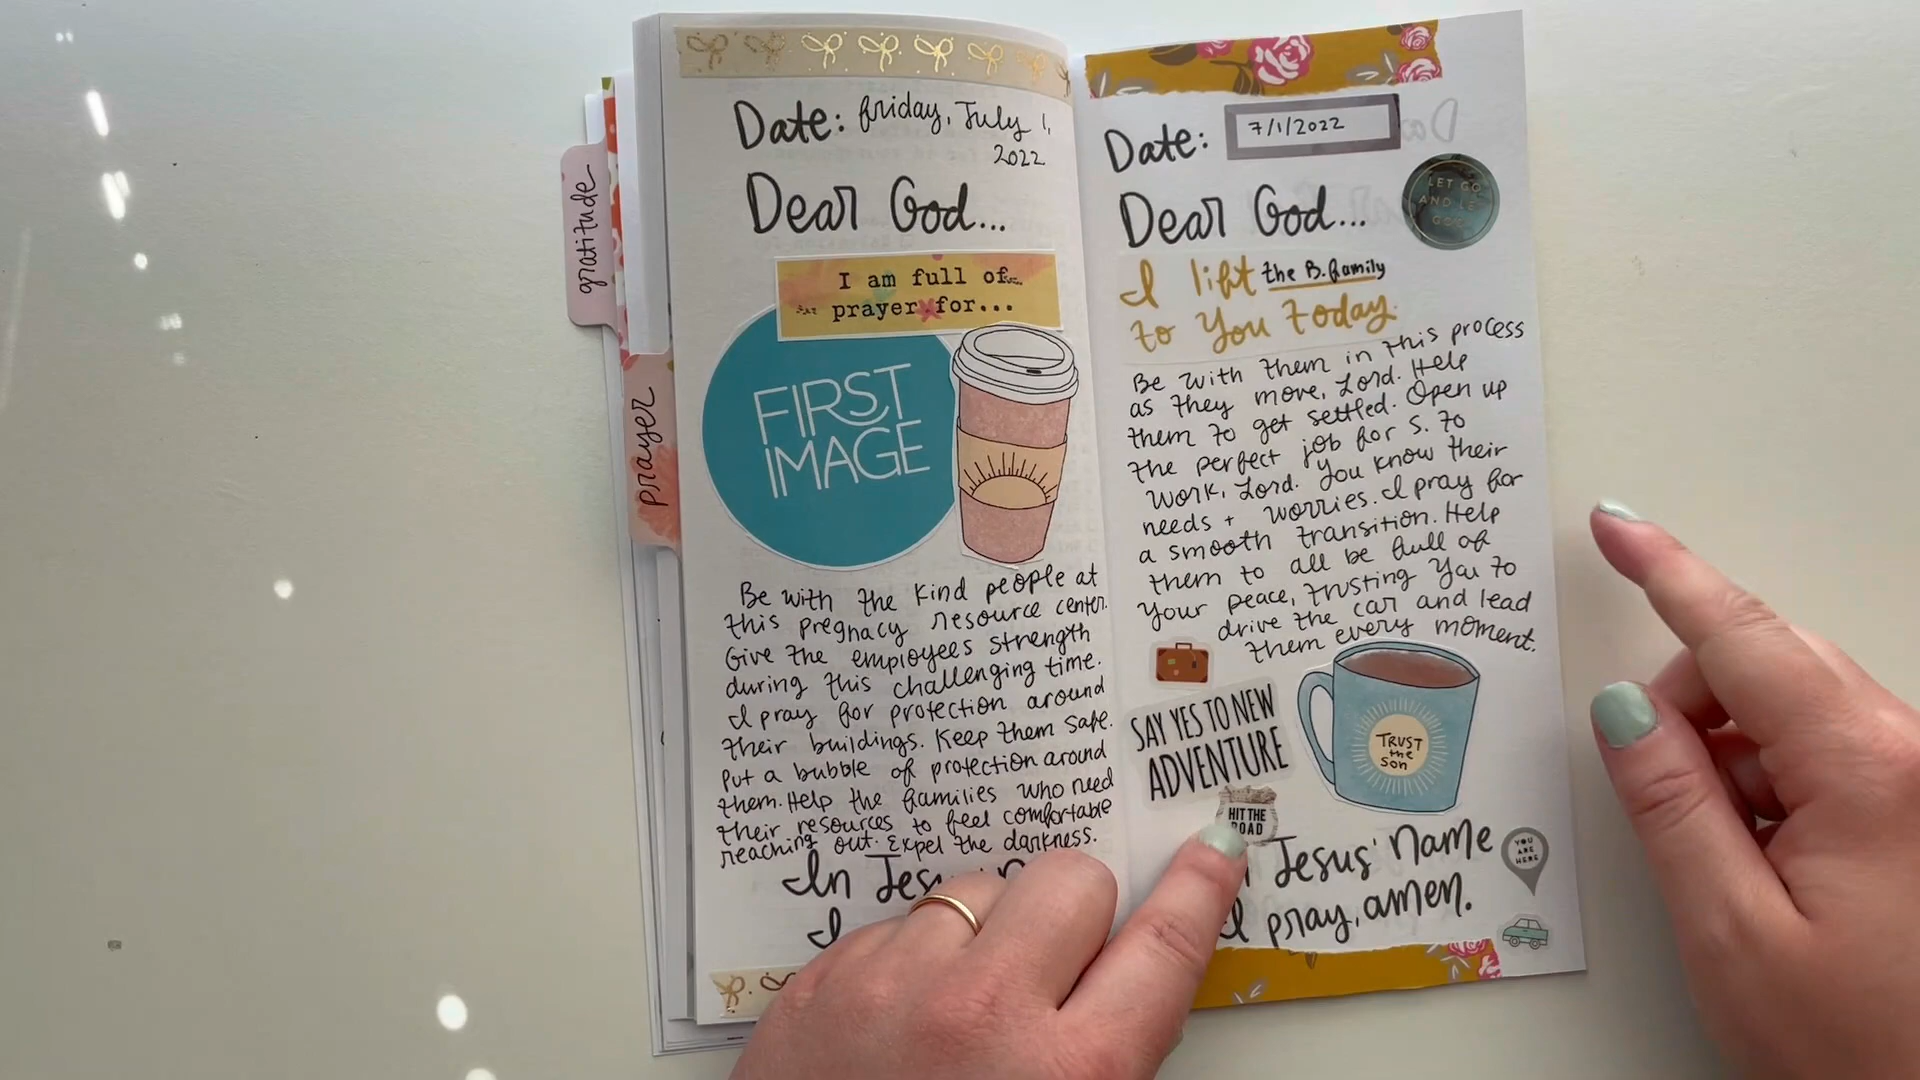 gratitude
prayer
Date: Friday, July 1,
2022
Dear God...
I am full of
prayer for...
FIRST
IMAGE
Be with the kind people at
this pregnacy resource center.
Give the employees strength
during this challenging time.
I pray for protection around
their buildings. Keep them safe.
Put a bubble of protection around
them. Help the families who need
their resources to feel comfortable
reaching out. Expel the darkness.
In
I
Date: 7/1/2022
Dear God...
LET GO
AND LET
GOD
I lift the B. family
to You today.
Be with them in this process
as they move, Lord. Help
them to get settled. Open up
the perfect job for S. to
work, Lord. You know their
needs + worries. I pray for
a smooth transition. Help
them to all be full of
Your peace, trusting You to
drive the car and lead
them every moment.
SAY YES TO NEW
ADVENTURE
TRUST
the
son
HIT THE
ROAD
Jesus' name
I pray, amen.
YOU
ARE
HERE